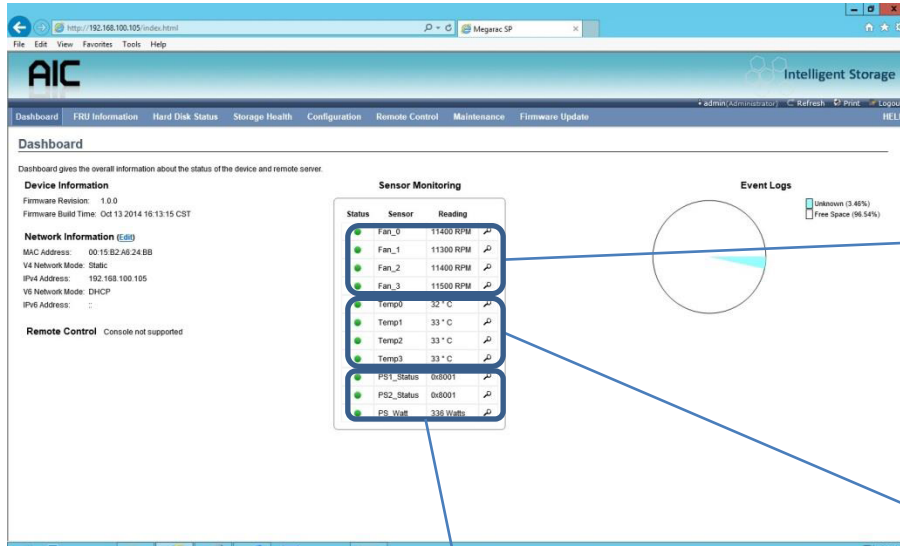 http://192.168.100.105/index.html
Megarac SP
File Edit View Favorites Tools Help
AIC
Intelligent Storage
• admin(Administrator) Refresh Print Logou
Dashboard FRU Information Hard Disk Status Storage Health Configuration Remote Control Maintenance Firmware Update HEL
Dashboard
Dashboard gives the overall information about the status of the device and remote server.
Device Information
Firmware Revision: 1.0.0
Firmware Build Time: Oct 13 2014 16:13:15 CST
Network Information (Edit)
MAC Address: 00:15:B2:A6:24:BB
V4 Network Mode: Static
IPv4 Address: 192.168.100.105
V6 Network Mode: DHCP
IPv6 Address: ::
Remote Control Console not supported
Sensor Monitoring
Status Sensor Reading
Fan_0 11400 RPM
Fan_1 11300 RPM
Fan_2 11400 RPM
Fan_3 11500 RPM
Temp0 32 ° C
Temp1 33 ° C
Temp2 33 ° C
Temp3 33 ° C
PS1_Status 0x8001
PS2_Status 0x8001
PS_Watt 336 Watts
Event Logs
Unknown (3.46%)
Free Space (96.54%)